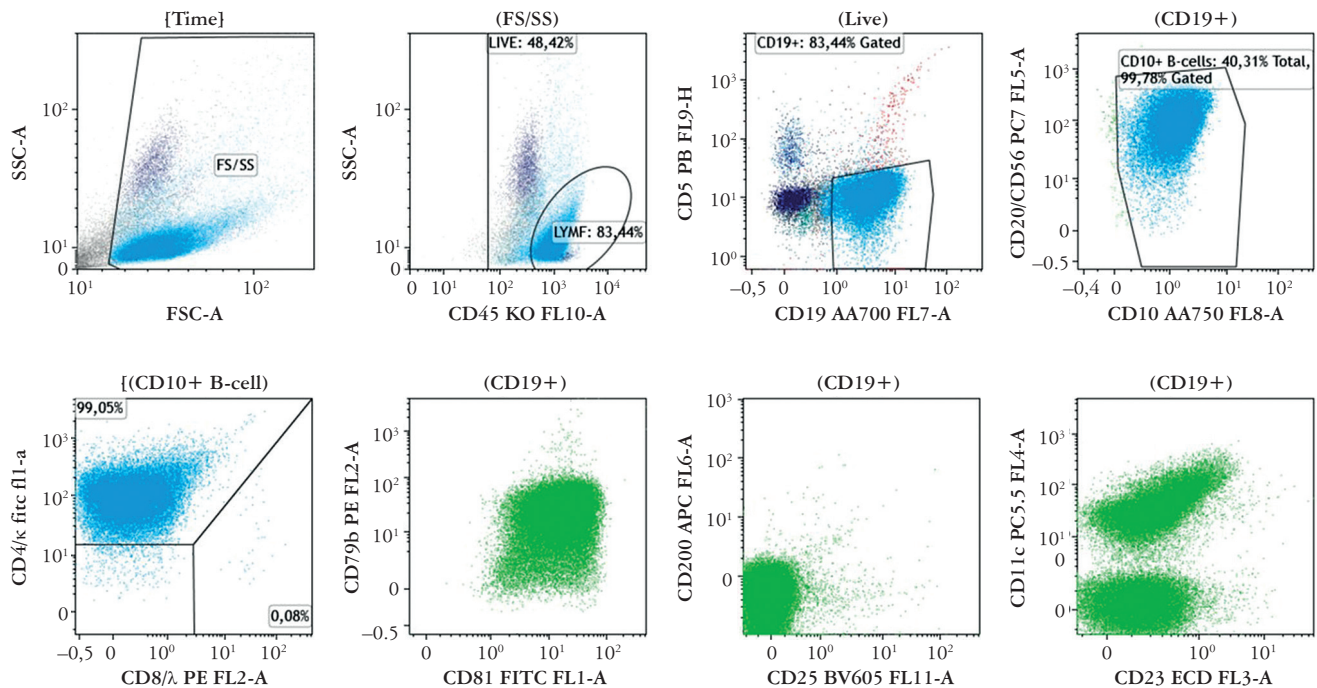 {Time}
(FS/SS)
(Live)
(CD19+)
SSC-A
10²
10¹
0
FS/SS
10¹
10²
FSC-A
SSC-A
LIVE: 48,42%
10²
10¹
0
LYMF: 83,44%
0
10¹
10²
10³
10⁴
CD45 KO FL10-A
CD5 PB FL9-H
CD19+: 83,44% Gated
10³
10²
10¹
10⁰
−0,5
0
10⁰
10¹
10²
CD19 AA700 FL7-A
CD20/CD56 PC7 FL5-A
CD10+ B-cells: 40,31% Total,
99,78% Gated
10³
10²
10¹
0
−0.5
−0,4
0
10⁰
10¹
10²
CD10 AA750 FL8-A
{(CD10+ B-cell)
(CD19+)
(CD19+)
(CD19+)
CD4/κ fitc fl1-a
99,05%
10³
10²
10¹
0
0,08%
−0,5
0
10¹
10²
CD8/λ PE FL2-A
CD79b PE FL2-A
10³
10²
10¹
0
−0.5
0
10⁰
10¹
10²
CD81 FITC FL1-A
CD200 APC FL6-A
10³
10²
10¹
0
0
10⁰
10¹
10²
CD25 BV605 FL11-A
CD11c PC5.5 FL4-A
10³
10²
10¹
0
0
0
10⁰
10¹
10²
CD23 ECD FL3-A